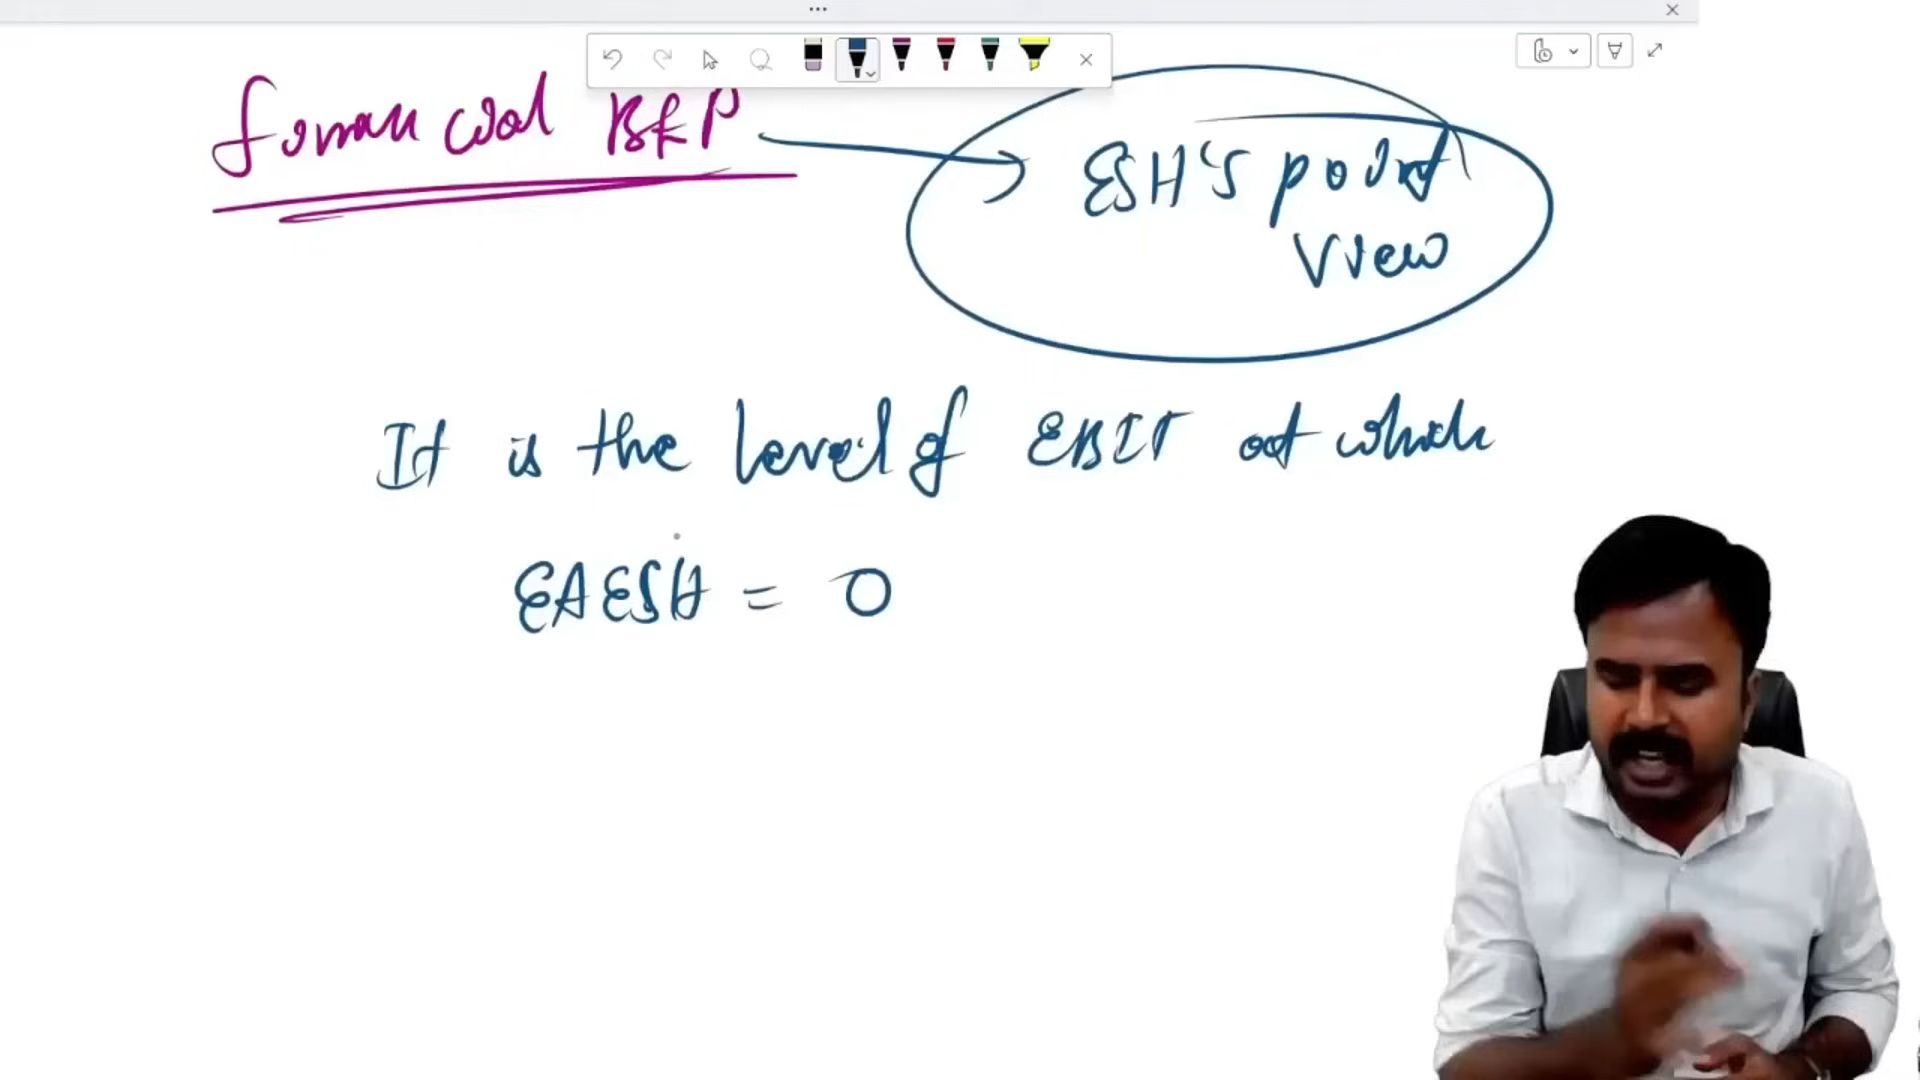 Financial BEP
ESH's point
view
It is the level of EBIT at which
EAESH = 0